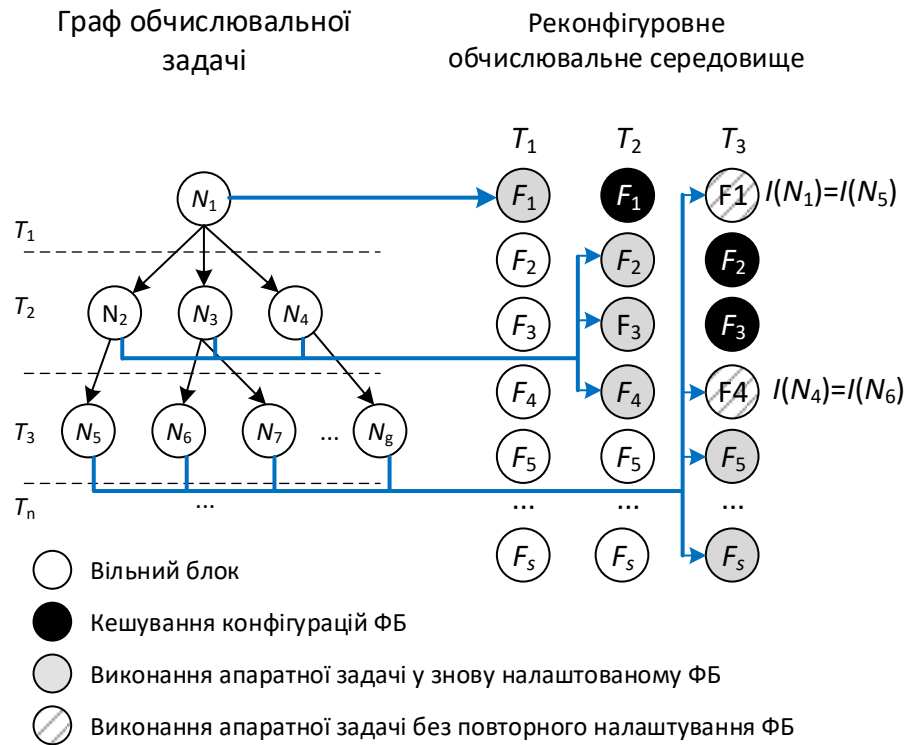 Граф обчислювальної
задачі
Реконфігуровне
обчислювальне середовище
T1 T2 T3
N1 F1 F1 F1 I(N1)=I(N5)
T1
F2 F2 F2
T2 N2 N3 N4 F3 F3 F3
F4 F4 F4 I(N4)=I(N6)
T3 N5 N6 N7 ... Ng
F5 F5 F5
Tn ... ... ... ...
Fs Fs Fs
Вільний блок
Кешування конфігурацій ФБ
Виконання апаратної задачі у знову налаштованому ФБ
Виконання апаратної задачі без повторного налаштування ФБ